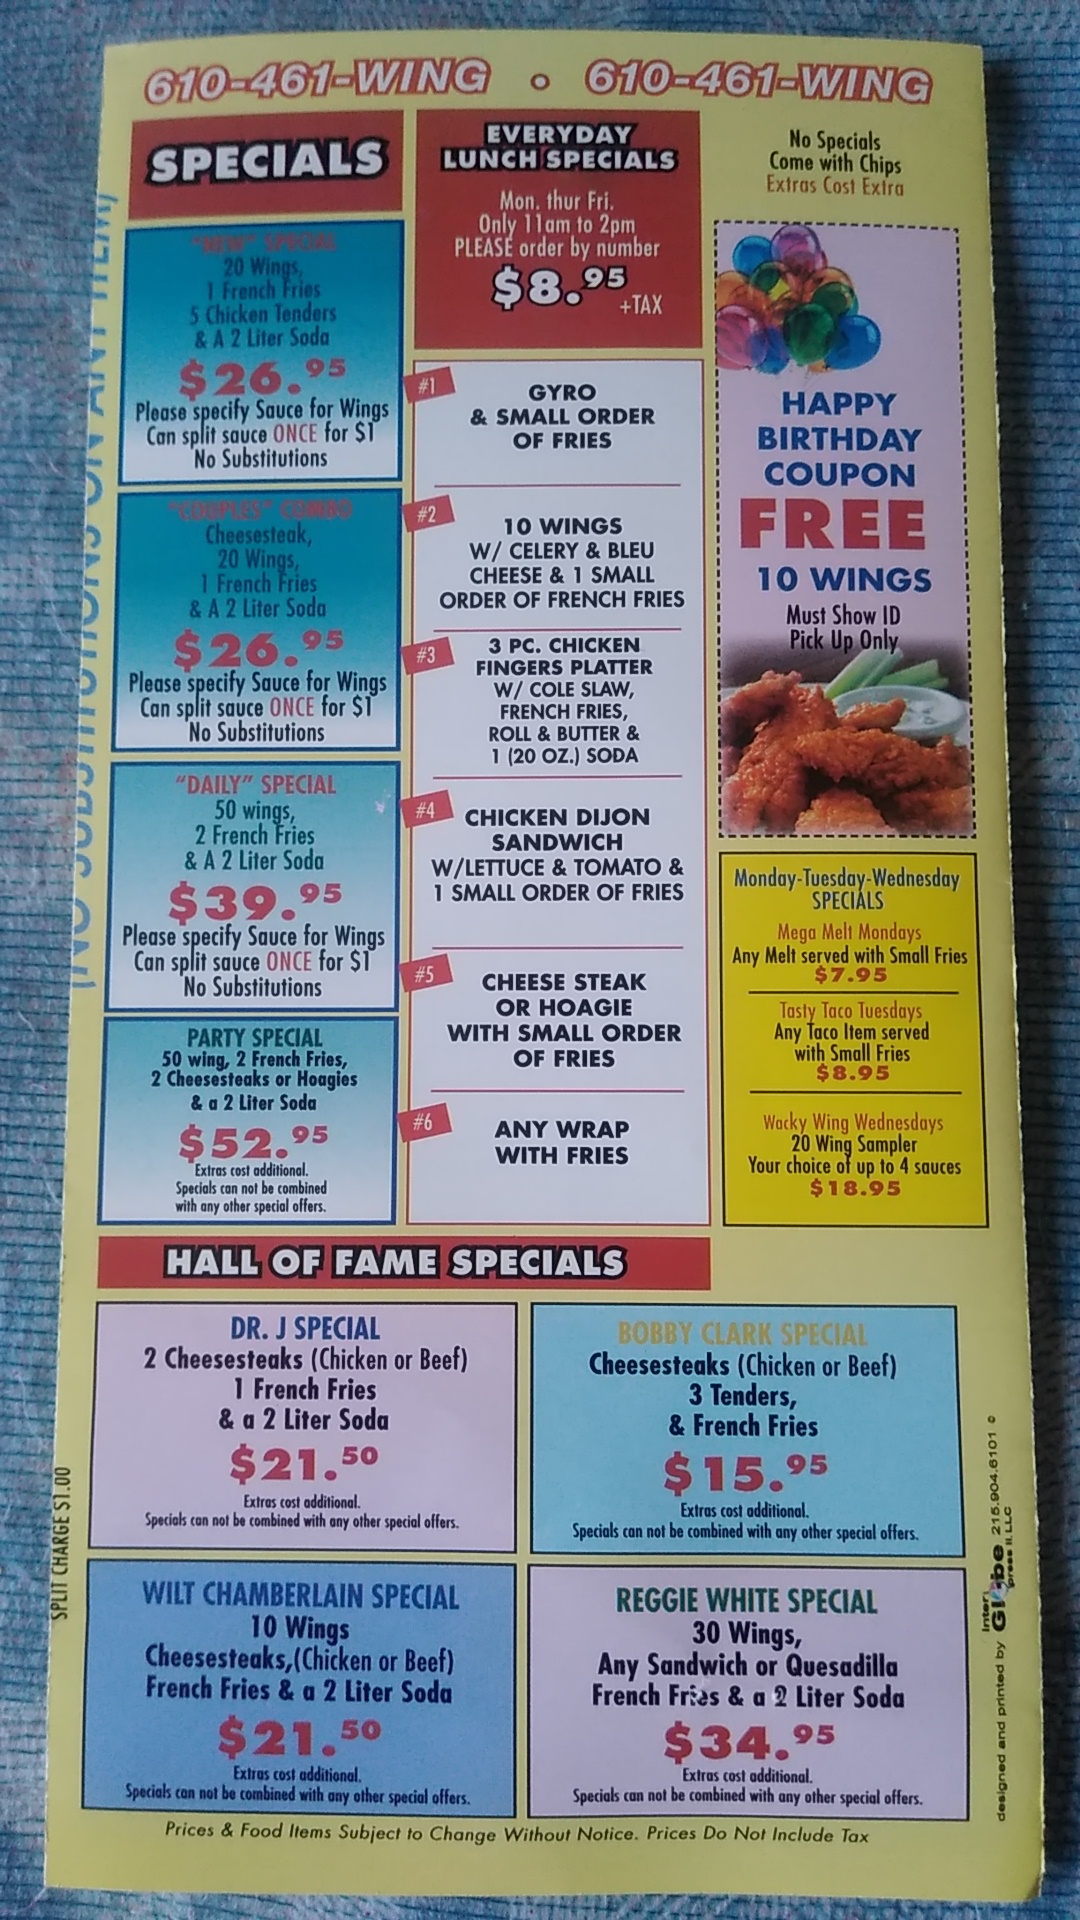 610-461-WING • 610-461-WING
SPECIALS
"NEW" SPECIAL
20 Wings,
1 French Fries
5 Chicken Tenders
& A 2 Liter Soda
$26.95
Please specify Sauce for Wings
Can split sauce ONCE for $1
No Substitutions
"COUPLES" COMBO
Cheesesteak,
20 Wings,
1 French Fries
& A 2 Liter Soda
$26.95
Please specify Sauce for Wings
Can split sauce ONCE for $1
No Substitutions
"DAILY" SPECIAL
50 wings,
2 French Fries
& A 2 Liter Soda
$39.95
Please specify Sauce for Wings
Can split sauce ONCE for $1
No Substitutions
PARTY SPECIAL
50 wing, 2 French Fries,
2 Cheesesteaks or Hoagies
& a 2 Liter Soda
$52.95
Extras cost additional.
Specials can not be combined
with any other special offers.
(NO SUBSTITUTIONS ON ANY ITEM)
EVERYDAY
LUNCH SPECIALS
Mon. thur Fri.
Only 11am to 2pm
PLEASE order by number
$8.95
+TAX
#1
GYRO
& SMALL ORDER
OF FRIES
#2
10 WINGS
W/ CELERY & BLEU
CHEESE & 1 SMALL
ORDER OF FRENCH FRIES
#3
3 PC. CHICKEN
FINGERS PLATTER
W/ COLE SLAW,
FRENCH FRIES,
ROLL & BUTTER &
1 (20 OZ.) SODA
#4
CHICKEN DIJON
SANDWICH
W/LETTUCE & TOMATO &
1 SMALL ORDER OF FRIES
#5
CHEESE STEAK
OR HOAGIE
WITH SMALL ORDER
OF FRIES
#6
ANY WRAP
WITH FRIES
No Specials
Come with Chips
Extras Cost Extra
HAPPY
BIRTHDAY
COUPON
FREE
10 WINGS
Must Show ID
Pick Up Only
Monday-Tuesday-Wednesday
SPECIALS
Mega Melt Mondays
Any Melt served with Small Fries
$7.95
Tasty Taco Tuesdays
Any Taco Item served
with Small Fries
$8.95
Wacky Wing Wednesdays
20 Wing Sampler
Your choice of up to 4 sauces
$18.95
HALL OF FAME SPECIALS
DR. J SPECIAL
2 Cheesesteaks (Chicken or Beef)
1 French Fries
& a 2 Liter Soda
$21.50
Extras cost additional.
Specials can not be combined with any other special offers.
BOBBY CLARK SPECIAL
Cheesesteaks (Chicken or Beef)
3 Tenders,
& French Fries
$15.95
Extras cost additional.
Specials can not be combined with any other special offers.
WILT CHAMBERLAIN SPECIAL
10 Wings
Cheesesteaks,(Chicken or Beef)
French Fries & a 2 Liter Soda
$21.50
Extras cost additional.
Specials can not be combined with any other special offers.
REGGIE WHITE SPECIAL
30 Wings,
Any Sandwich or Quesadilla
French Fries & a 2 Liter Soda
$34.95
Extras cost additional.
Specials can not be combined with any other special offers.
SPLIT CHARGE $1.00
designed and printed by Inter Globe press II, LLC 215.904.6101 ©
Prices & Food Items Subject to Change Without Notice. Prices Do Not Include Tax